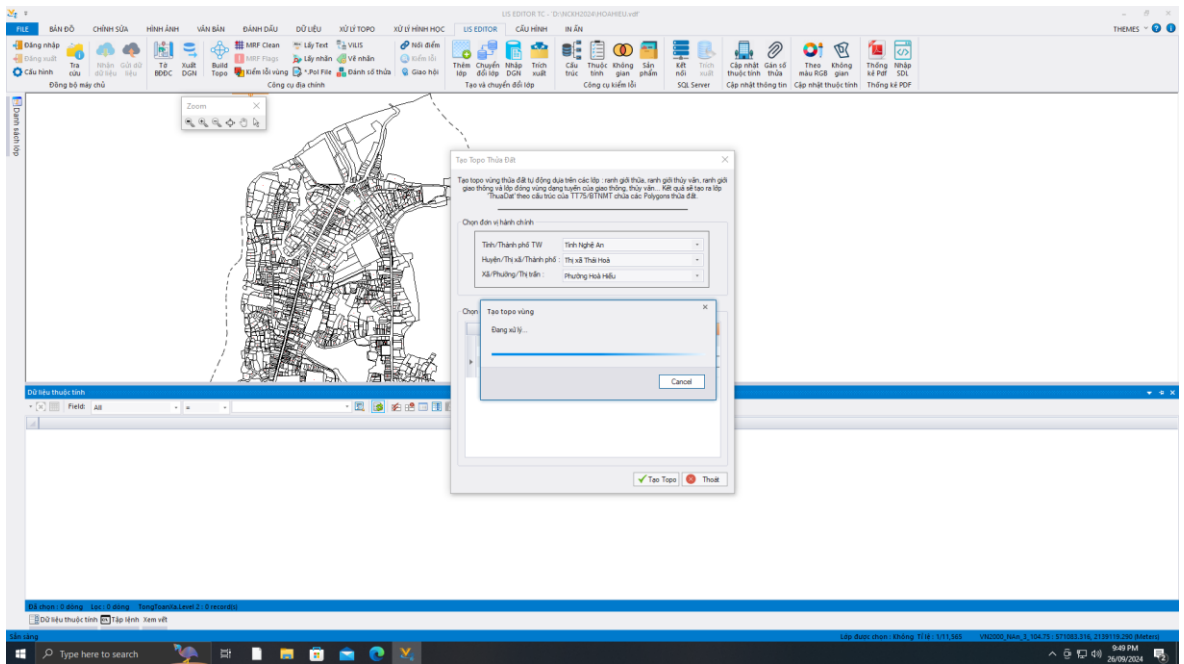 LIS EDITOR TC - 'D:\NCKH2024\HOAHIEU.vdf'
FILE BẢN ĐỒ CHỈNH SỬA HÌNH ẢNH VĂN BẢN ĐÁNH DẤU DỮ LIỆU XỬ LÝ TOPO XỬ LÝ HÌNH HỌC LIS EDITOR CẤU HÌNH IN ẤN THEMES
Đăng nhập
Đăng xuất
Cấu hình
Tra cứu
Nhận dữ liệu
Gửi dữ liệu
Đồng bộ máy chủ
Tờ BĐĐC
Xuất DGN
Build Topo
MRF Clean
MRF Flags
Kiểm lỗi vùng
Lấy Text
Lấy nhãn
*.Pol File
ViLIS
Vẽ nhãn
Đánh số thửa
Nối điểm
Kiểm lỗi
Giao hội
Công cụ địa chính
Thêm lớp
Chuyển đổi lớp
Nhập DGN
Trích xuất
Tạo và chuyển đổi lớp
Cấu trúc
Thuộc tính
Không gian
Sản phẩm
Công cụ kiểm lỗi
Kết nối
Trích xuất
SQL Server
Cập nhật thuộc tính
Gán số thửa
Cập nhật thông tin
Theo màu RGB
Không gian
Cập nhật thuộc tính
Thống kê Pdf
Nhập SDL
Thống kê PDF
Danh sách lớp
Zoom
Tạo Topo Thửa Đất
Tạo topo vùng thửa đất tự động dựa trên các lớp : ranh giới thửa, ranh giới thủy văn, ranh giới
giao thông và lớp đóng vùng dạng tuyến của giao thông, thủy văn... Kết quả sẽ tạo ra lớp
'ThuaDat' theo cấu trúc của TT75/BTNMT chứa các Polygons thửa đất.
Chọn đơn vị hành chính
Tỉnh/Thành phố TW Tỉnh Nghệ An
Huyện/Thị xã/Thành phố : Thị xã Thái Hoà
Xã/Phường/Thị trấn : Phường Hoà Hiếu
Chọn
Tạo topo vùng
Đang xử lý...
Cancel
Tạo Topo Thoát
Dữ liệu thuộc tính
Field: All =
Đã chọn : 0 dòng Lọc : 0 dòng TongToanXa.Level 2 : 0 record(s)
Dữ liệu thuộc tính Tập lệnh Xem vết
Sẵn sàng
Lớp được chọn : Không Tỉ lệ : 1/11,565 VN2000_NAn_3_104.75 : 571083.316, 2139119.290 (Meters)
Type here to search
9:49 PM
26/09/2024